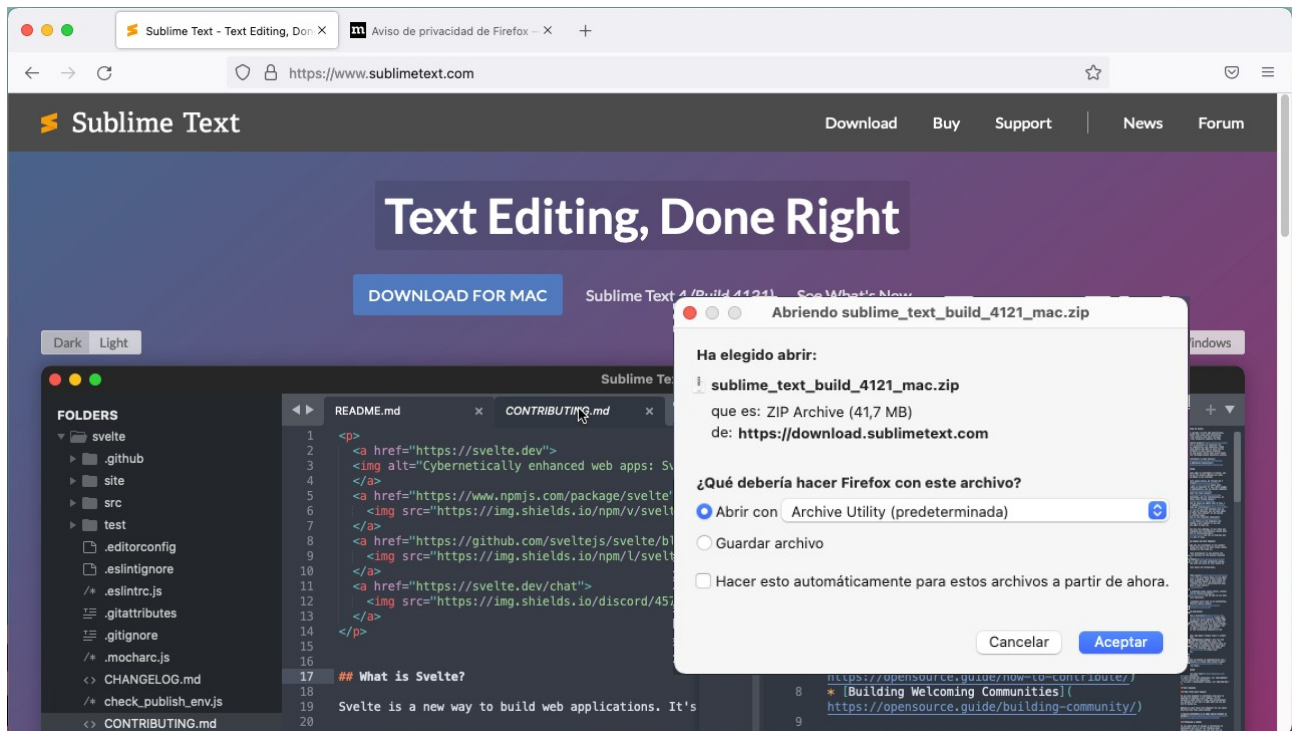 Sublime Text - Text Editing, Don
Aviso de privacidad de Firefox –
https://www.sublimetext.com
Sublime Text
Download Buy Support News Forum
Text Editing, Done Right
DOWNLOAD FOR MAC Sublime Text 4 (Build 4121) See What's New
Dark Light
Abriendo sublime_text_build_4121_mac.zip
Ha elegido abrir:
sublime_text_build_4121_mac.zip
que es: ZIP Archive (41,7 MB)
de: https://download.sublimetext.com
¿Qué debería hacer Firefox con este archivo?
Abrir con Archive Utility (predeterminada)
Guardar archivo
Hacer esto automáticamente para estos archivos a partir de ahora.
Cancelar Aceptar
indows
Sublime Te
FOLDERS
svelte
.github
site
src
test
.editorconfig
.eslintignore
/* .eslintrc.js
.gitattributes
.gitignore
/* .mocharc.js
<> CHANGELOG.md
/* check_publish_env.js
<> CONTRIBUTING.md
README.md CONTRIBUTING.md
1 <p>
2 <a href="https://svelte.dev">
3 <img alt="Cybernetically enhanced web apps: Sv
4 </a>
5 <a href="https://www.npmjs.com/package/svelte"
6 <img src="https://img.shields.io/npm/v/svelt
7 </a>
8 <a href="https://github.com/sveltejs/svelte/bl
9 <img src="https://img.shields.io/npm/l/svelt
10 </a>
11 <a href="https://svelte.dev/chat">
12 <img src="https://img.shields.io/discord/457
13 </a>
14 </p>
15
16
17 ## What is Svelte?
18
19 Svelte is a new way to build web applications. It's
20
https://opensource.guide/how-to-contribute/)
8 * [Building Welcoming Communities](
https://opensource.guide/building-community/)
9